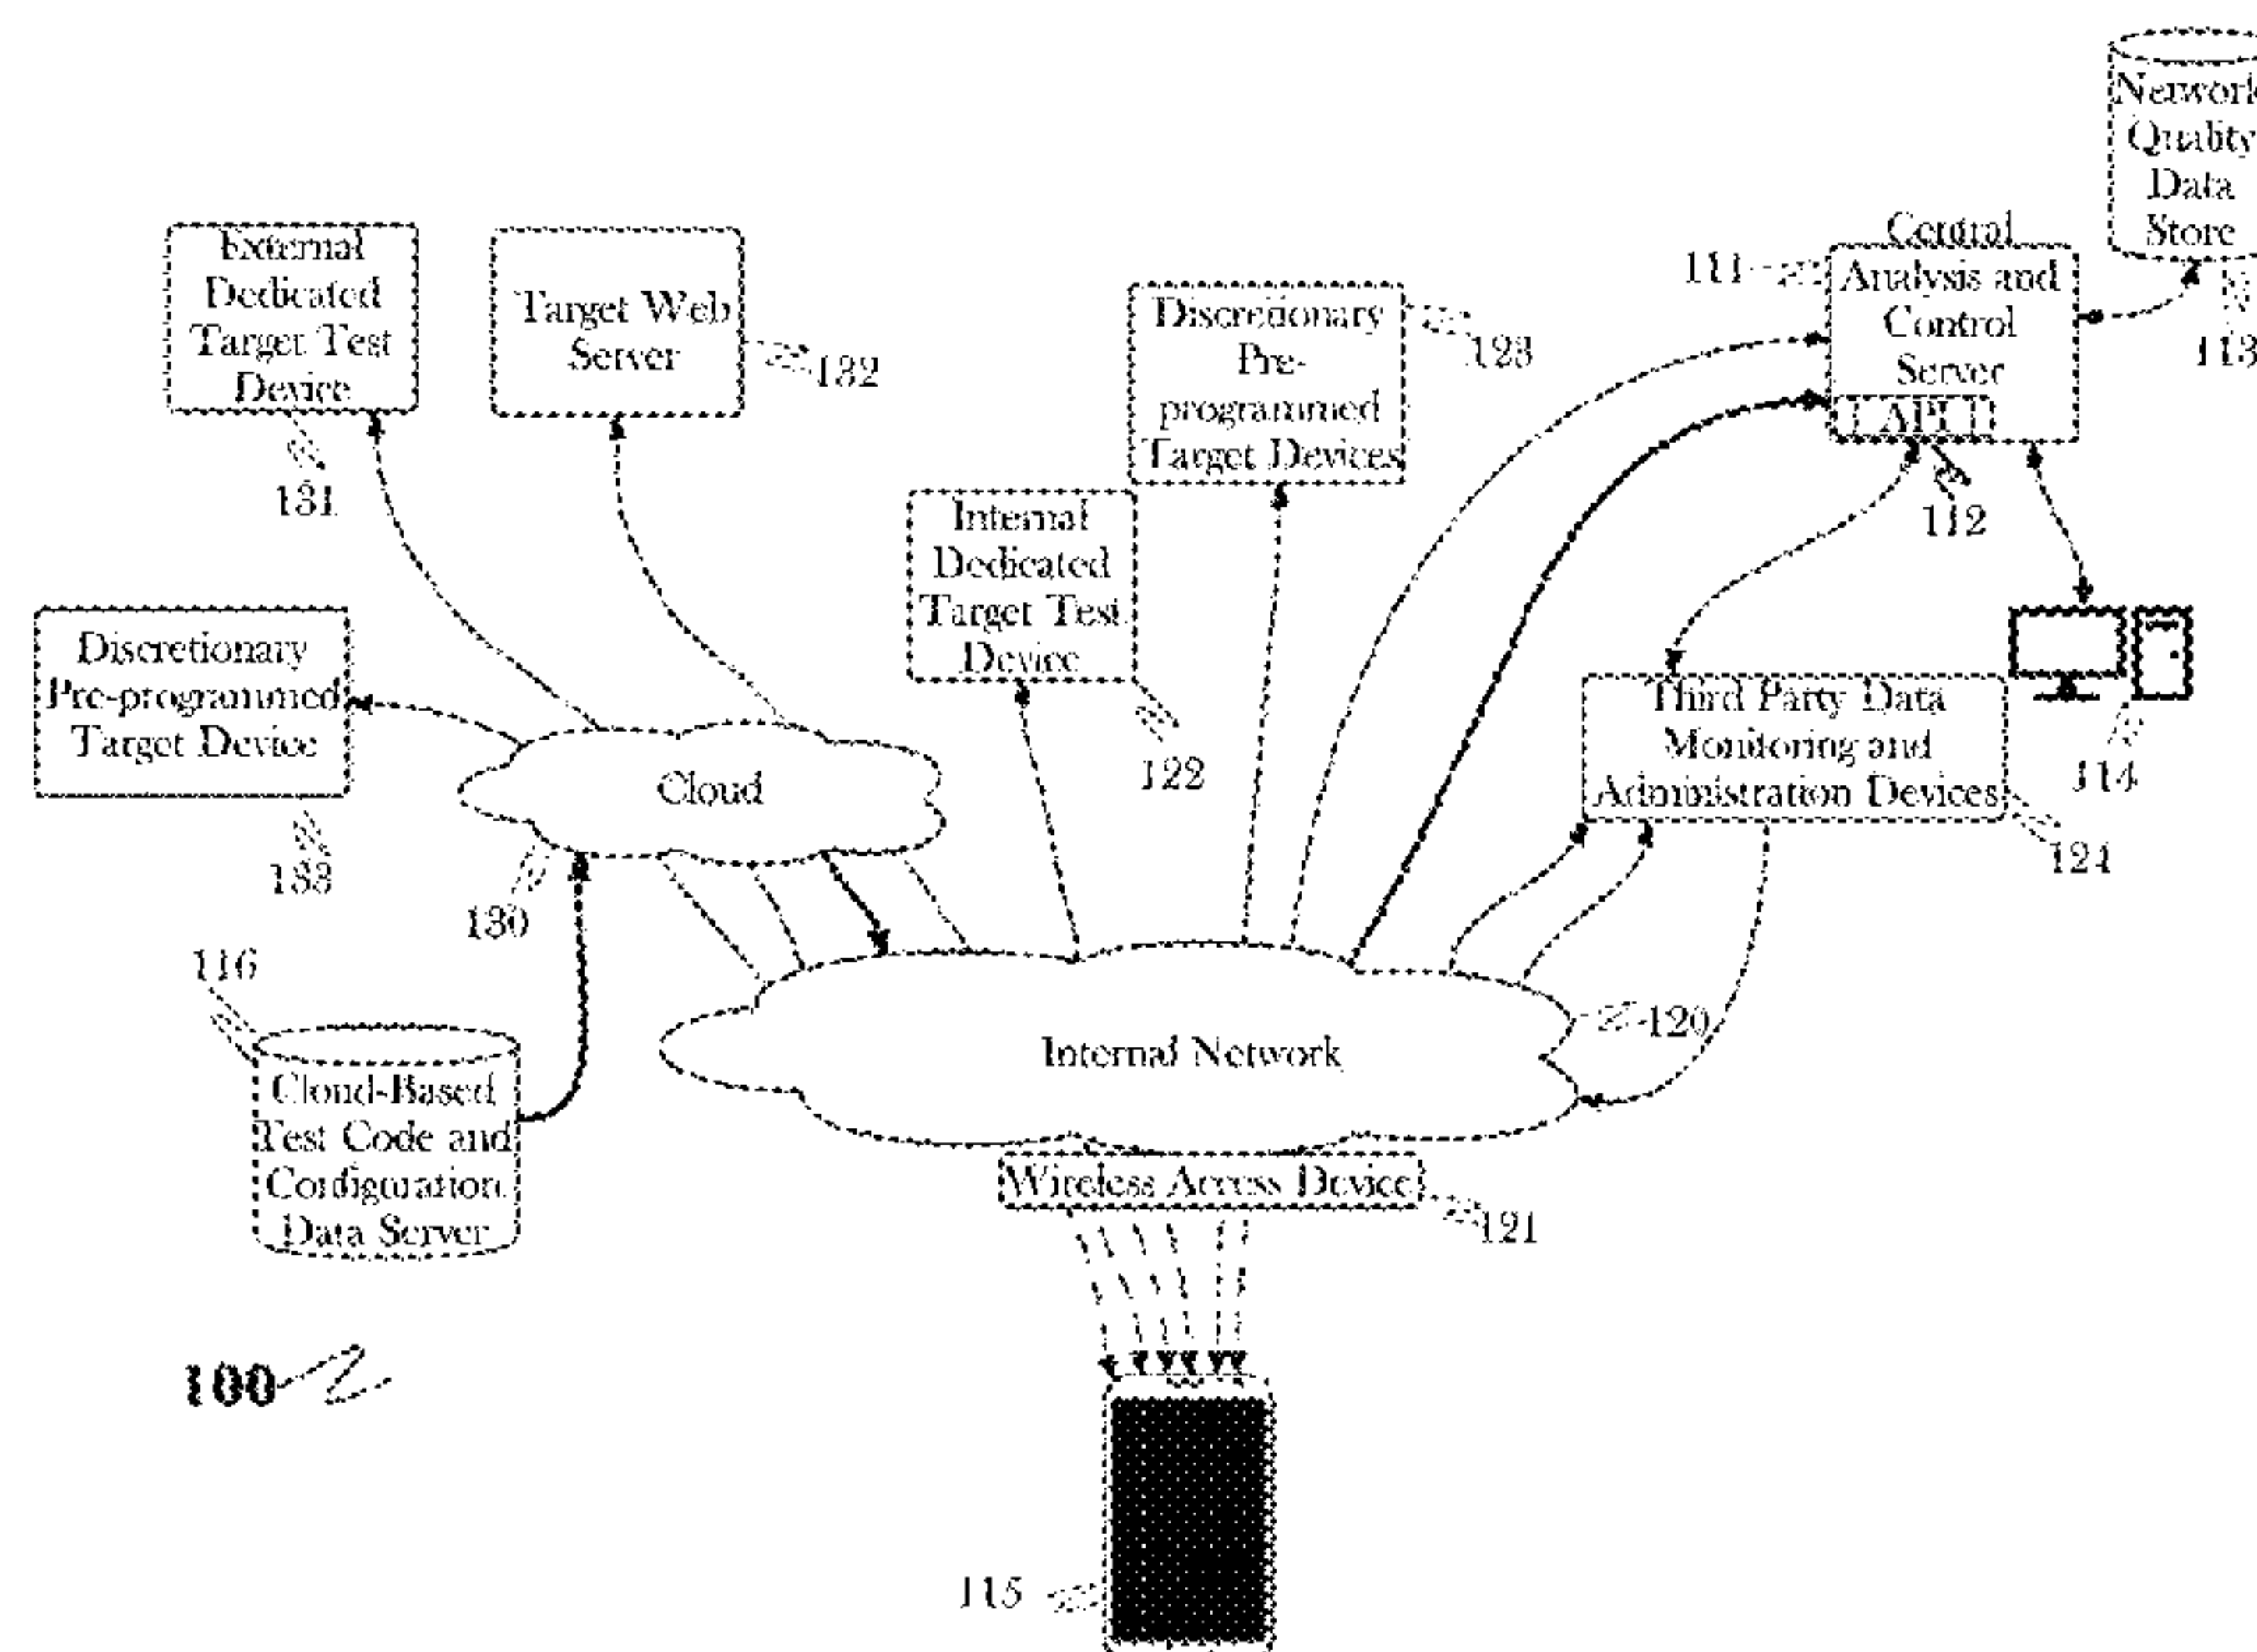 Network
Quality
Data
Store
113
Central
Analysis and
Control
Server
API
111
112
External
Dedicated
Target Test
Device
131
Target Web
Server
132
Discretionary
Pre-
programmed
Target Devices
123
Internal
Dedicated
Target Test
Device
122
Discretionary
Pre-programmed
Target Device
133
Third Party Data
Monitoring and
Administration Devices
124
114
Cloud
130
116
Cloud-Based
Test Code and
Configuration
Data Server
Internal Network
120
Wireless Access Device
121
100
115